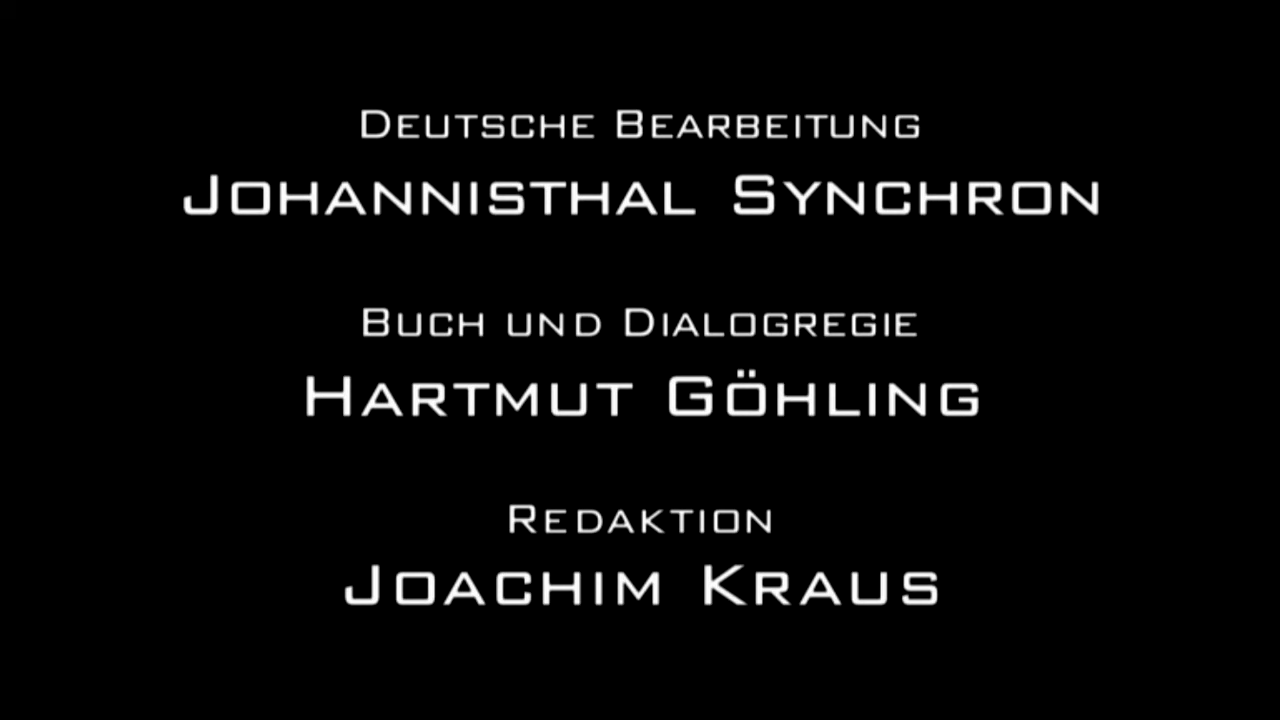 Deutsche Bearbeitung
Johannisthal Synchron
Buch und Dialogregie
Hartmut Göhling
Redaktion
Joachim Kraus